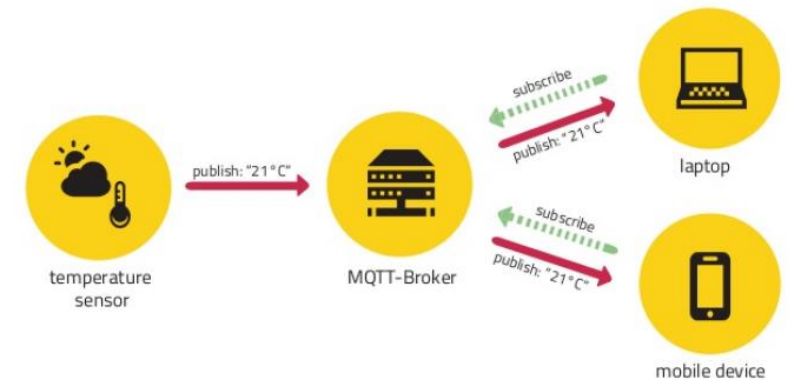 publish: "21°C"
temperature
sensor
MQTT-Broker
subscribe
publish: "21°C"
laptop
subscribe
publish: "21°C"
mobile device